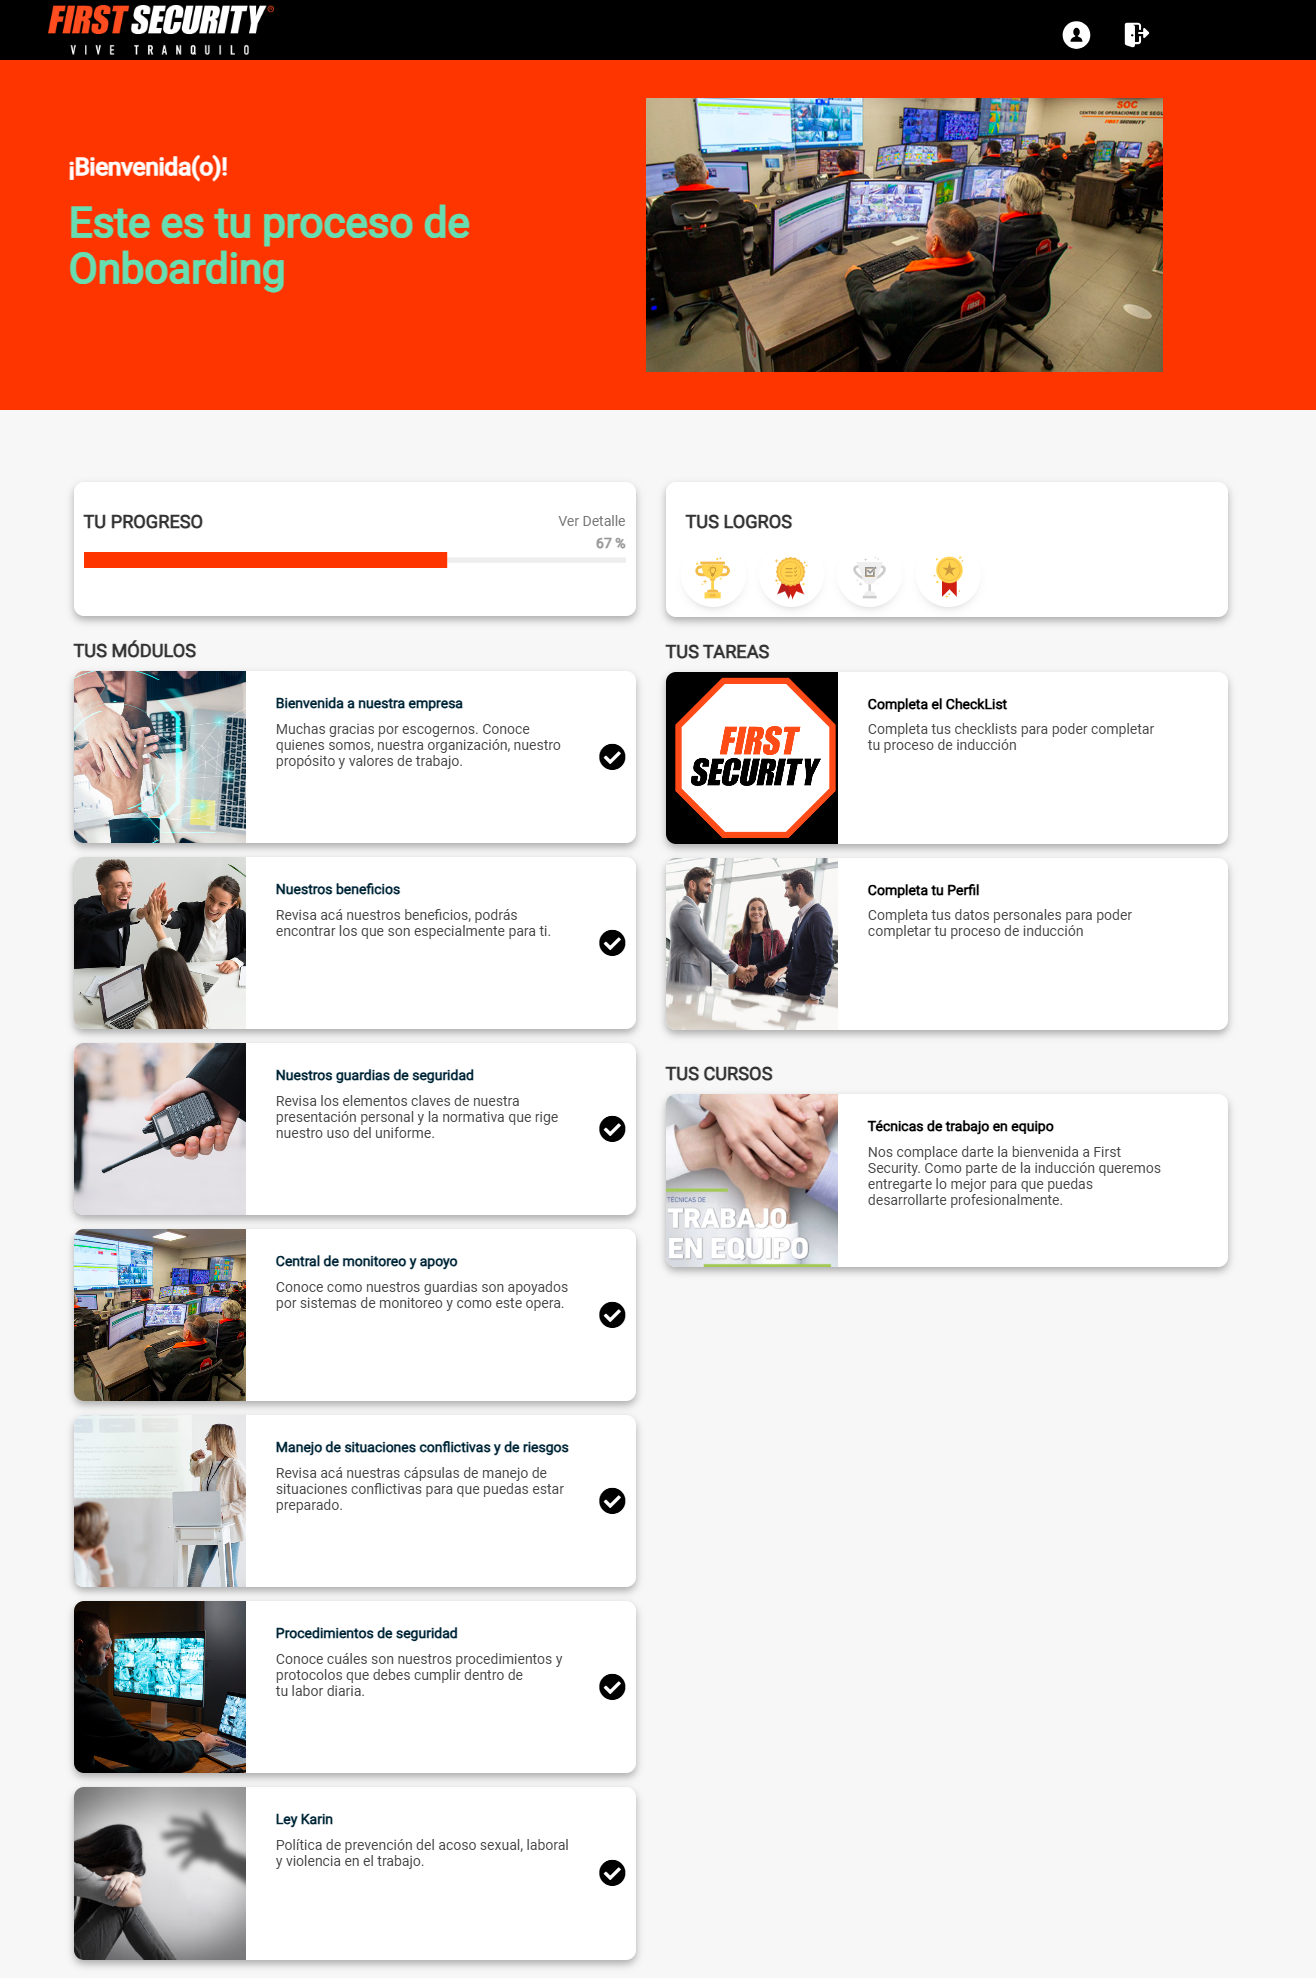 FIRST SECURITY®
VIVE TRANQUILO
¡Bienvenida(o)!
Este es tu proceso de
Onboarding
SOC
CENTRO DE OPERACIONES DE SEGU
FIRST SECURITY
FIRST
TU PROGRESO
Ver Detalle
67 %
TUS LOGROS
TUS MÓDULOS
Bienvenida a nuestra empresa
Muchas gracias por escogernos. Conoce
quienes somos, nuestra organización, nuestro
propósito y valores de trabajo.
Nuestros beneficios
Revisa acá nuestros beneficios, podrás
encontrar los que son especialmente para ti.
Nuestros guardias de seguridad
Revisa los elementos claves de nuestra
presentación personal y la normativa que rige
nuestro uso del uniforme.
Central de monitoreo y apoyo
Conoce como nuestros guardias son apoyados
por sistemas de monitoreo y como este opera.
Manejo de situaciones conflictivas y de riesgos
Revisa acá nuestras cápsulas de manejo de
situaciones conflictivas para que puedas estar
preparado.
Procedimientos de seguridad
Conoce cuáles son nuestros procedimientos y
protocolos que debes cumplir dentro de
tu labor diaria.
Ley Karin
Política de prevención del acoso sexual, laboral
y violencia en el trabajo.
TUS TAREAS
FIRST
SECURITY
Completa el CheckList
Completa tus checklists para poder completar
tu proceso de inducción
Completa tu Perfil
Completa tus datos personales para poder
completar tu proceso de inducción
TUS CURSOS
TÉCNICAS DE
TRABAJO
EN EQUIPO
Técnicas de trabajo en equipo
Nos complace darte la bienvenida a First
Security. Como parte de la inducción queremos
entregarte lo mejor para que puedas
desarrollarte profesionalmente.